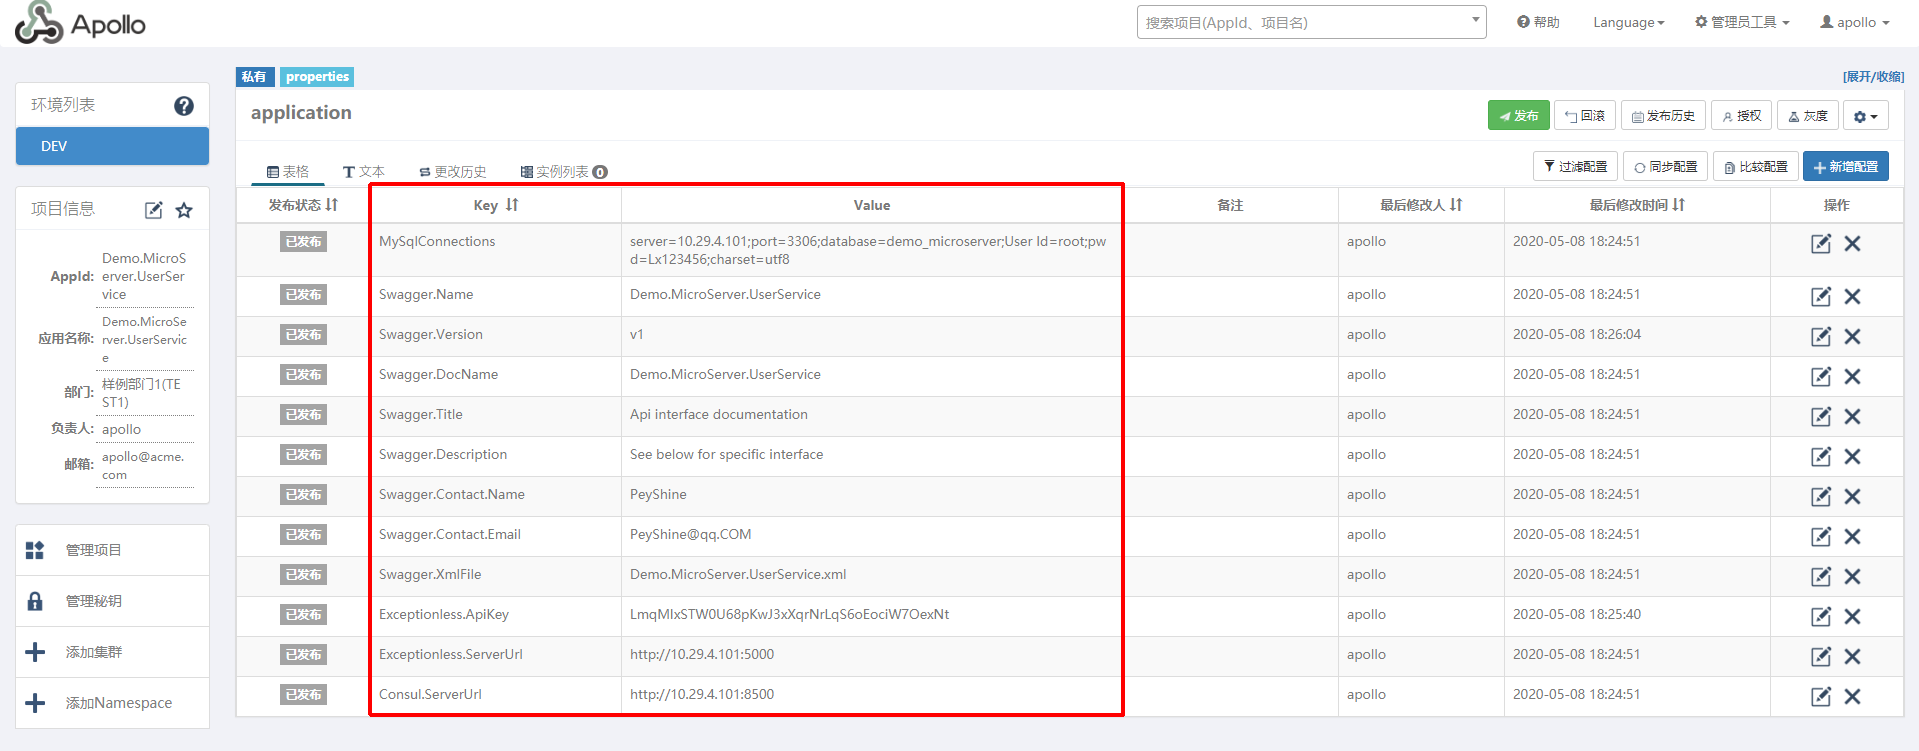 Apollo
搜索项目(AppId、项目名)
帮助
Language
管理员工具
apollo
环境列表
DEV
项目信息
AppId:
Demo.MicroS
erver.UserSer
vice
应用名称:
Demo.MicroSe
rver.UserServic
e
部门:
样例部门1(TE
ST1)
负责人:
apollo
邮箱:
apollo@acme.
com
管理项目
管理秘钥
添加集群
添加Namespace
私有 properties
[展开/收缩]
application
发布 回滚 发布历史 授权 灰度
表格 文本 更改历史 实例列表 0
过滤配置 同步配置 比较配置 新增配置
发布状态 Key Value 备注 最后修改人 最后修改时间 操作
已发布 MySqlConnections server=10.29.4.101;port=3306;database=demo_microserver;User Id=root;pw apollo 2020-05-08 18:24:51
d=Lx123456;charset=utf8
已发布 Swagger.Name Demo.MicroServer.UserService apollo 2020-05-08 18:24:51
已发布 Swagger.Version v1 apollo 2020-05-08 18:26:04
已发布 Swagger.DocName Demo.MicroServer.UserService apollo 2020-05-08 18:24:51
已发布 Swagger.Title Api interface documentation apollo 2020-05-08 18:24:51
已发布 Swagger.Description See below for specific interface apollo 2020-05-08 18:24:51
已发布 Swagger.Contact.Name PeyShine apollo 2020-05-08 18:24:51
已发布 Swagger.Contact.Email PeyShine@qq.COM apollo 2020-05-08 18:24:51
已发布 Swagger.XmlFile Demo.MicroServer.UserService.xml apollo 2020-05-08 18:24:51
已发布 Exceptionless.ApiKey LmqMIxSTW0U68pKwJ3xXqrNrLqS6oEociW7OexNt apollo 2020-05-08 18:25:40
已发布 Exceptionless.ServerUrl http://10.29.4.101:5000 apollo 2020-05-08 18:24:51
已发布 Consul.ServerUrl http://10.29.4.101:8500 apollo 2020-05-08 18:24:51